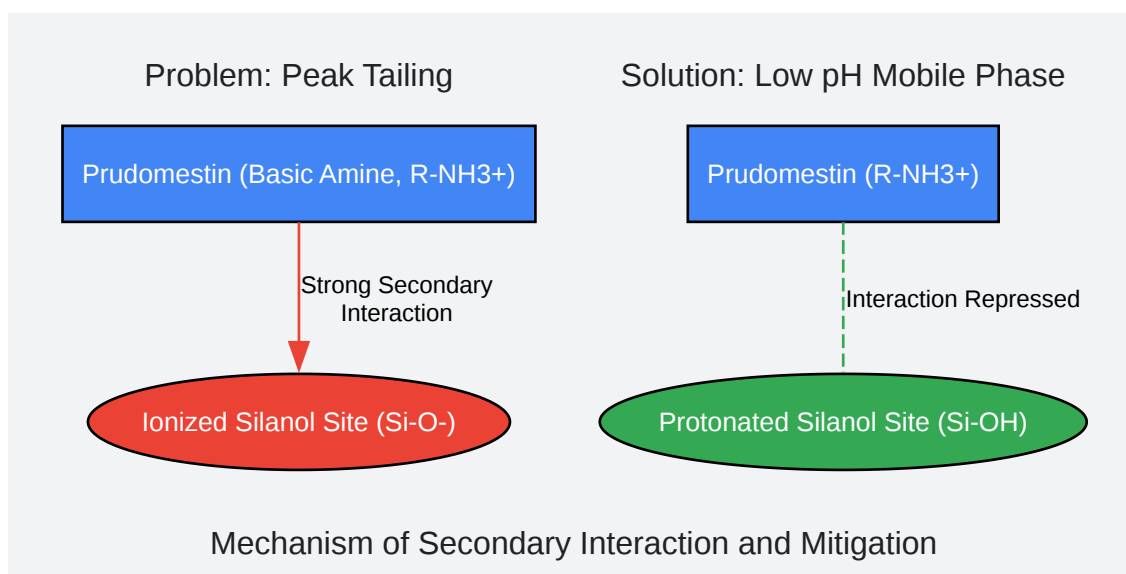 Problem: Peak Tailing
Solution: Low pH Mobile Phase
Prudomestin (Basic Amine, R-NH3+)
Prudomestin (R-NH3+)
Strong Secondary
Interaction
Interaction Repressed
Ionized Silanol Site (Si-O-)
Protonated Silanol Site (Si-OH)
Mechanism of Secondary Interaction and Mitigation